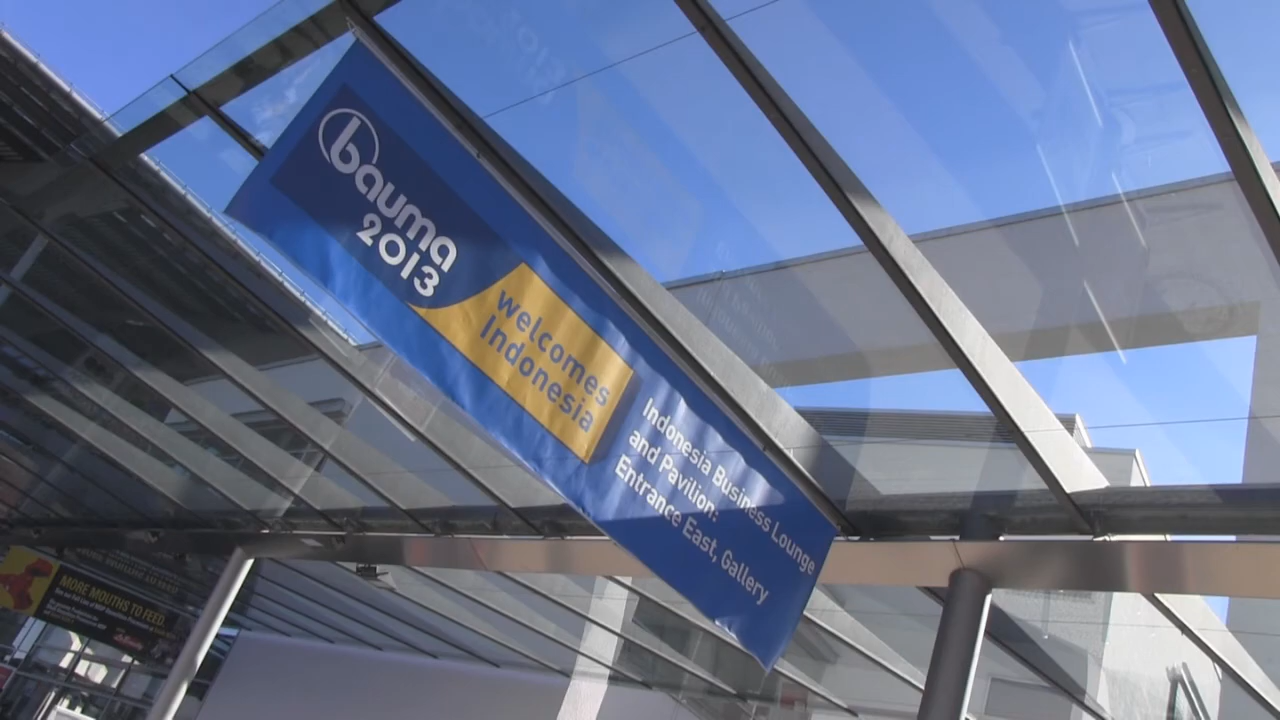 bauma
2013
welcomes
Indonesia
Indonesia Business Lounge
and Pavilion:
Entrance East, Gallery
MORE MOUTHS TO FEED.